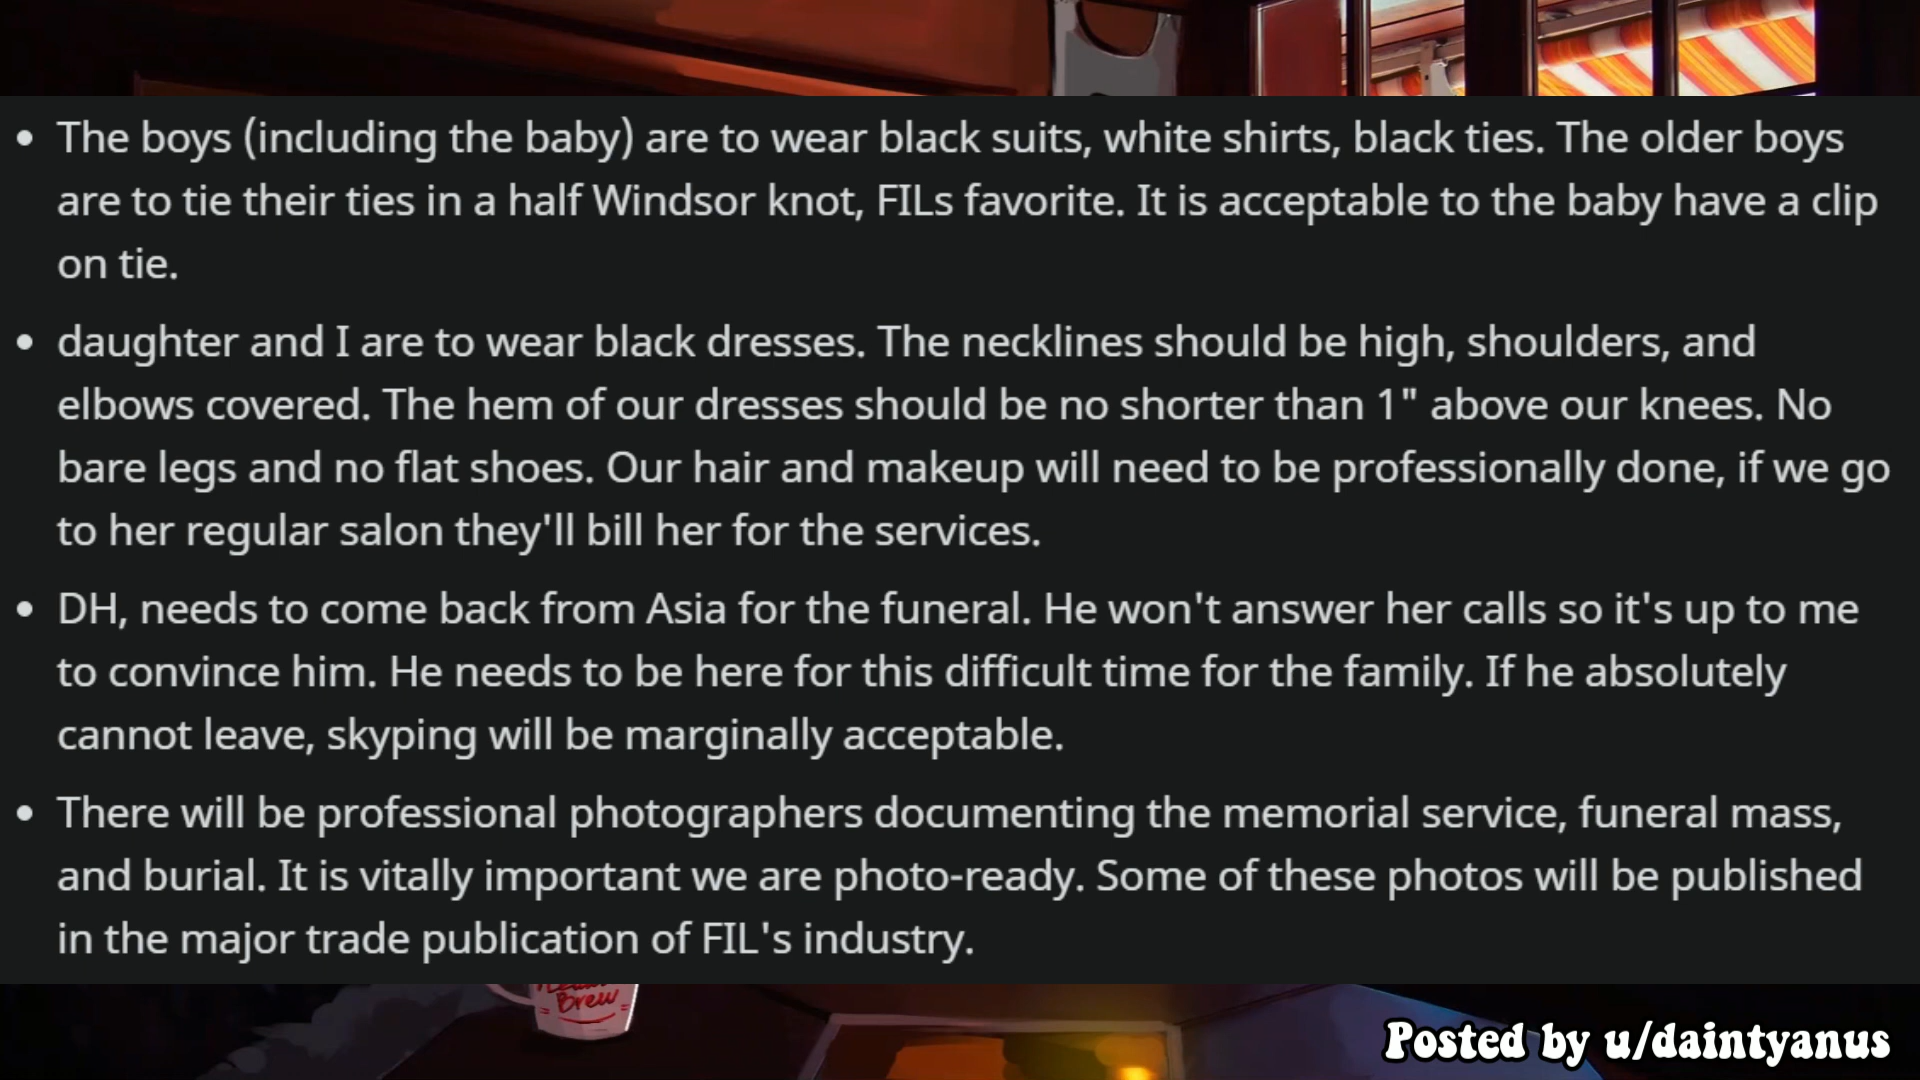 • The boys (including the baby) are to wear black suits, white shirts, black ties. The older boys
are to tie their ties in a half Windsor knot, FILs favorite. It is acceptable to the baby have a clip
on tie.
• daughter and I are to wear black dresses. The necklines should be high, shoulders, and
elbows covered. The hem of our dresses should be no shorter than 1" above our knees. No
bare legs and no flat shoes. Our hair and makeup will need to be professionally done, if we go
to her regular salon they'll bill her for the services.
• DH, needs to come back from Asia for the funeral. He won't answer her calls so it's up to me
to convince him. He needs to be here for this difficult time for the family. If he absolutely
cannot leave, skyping will be marginally acceptable.
• There will be professional photographers documenting the memorial service, funeral mass,
and burial. It is vitally important we are photo-ready. Some of these photos will be published
in the major trade publication of FIL's industry.
Brew
Posted by u/daintyanus